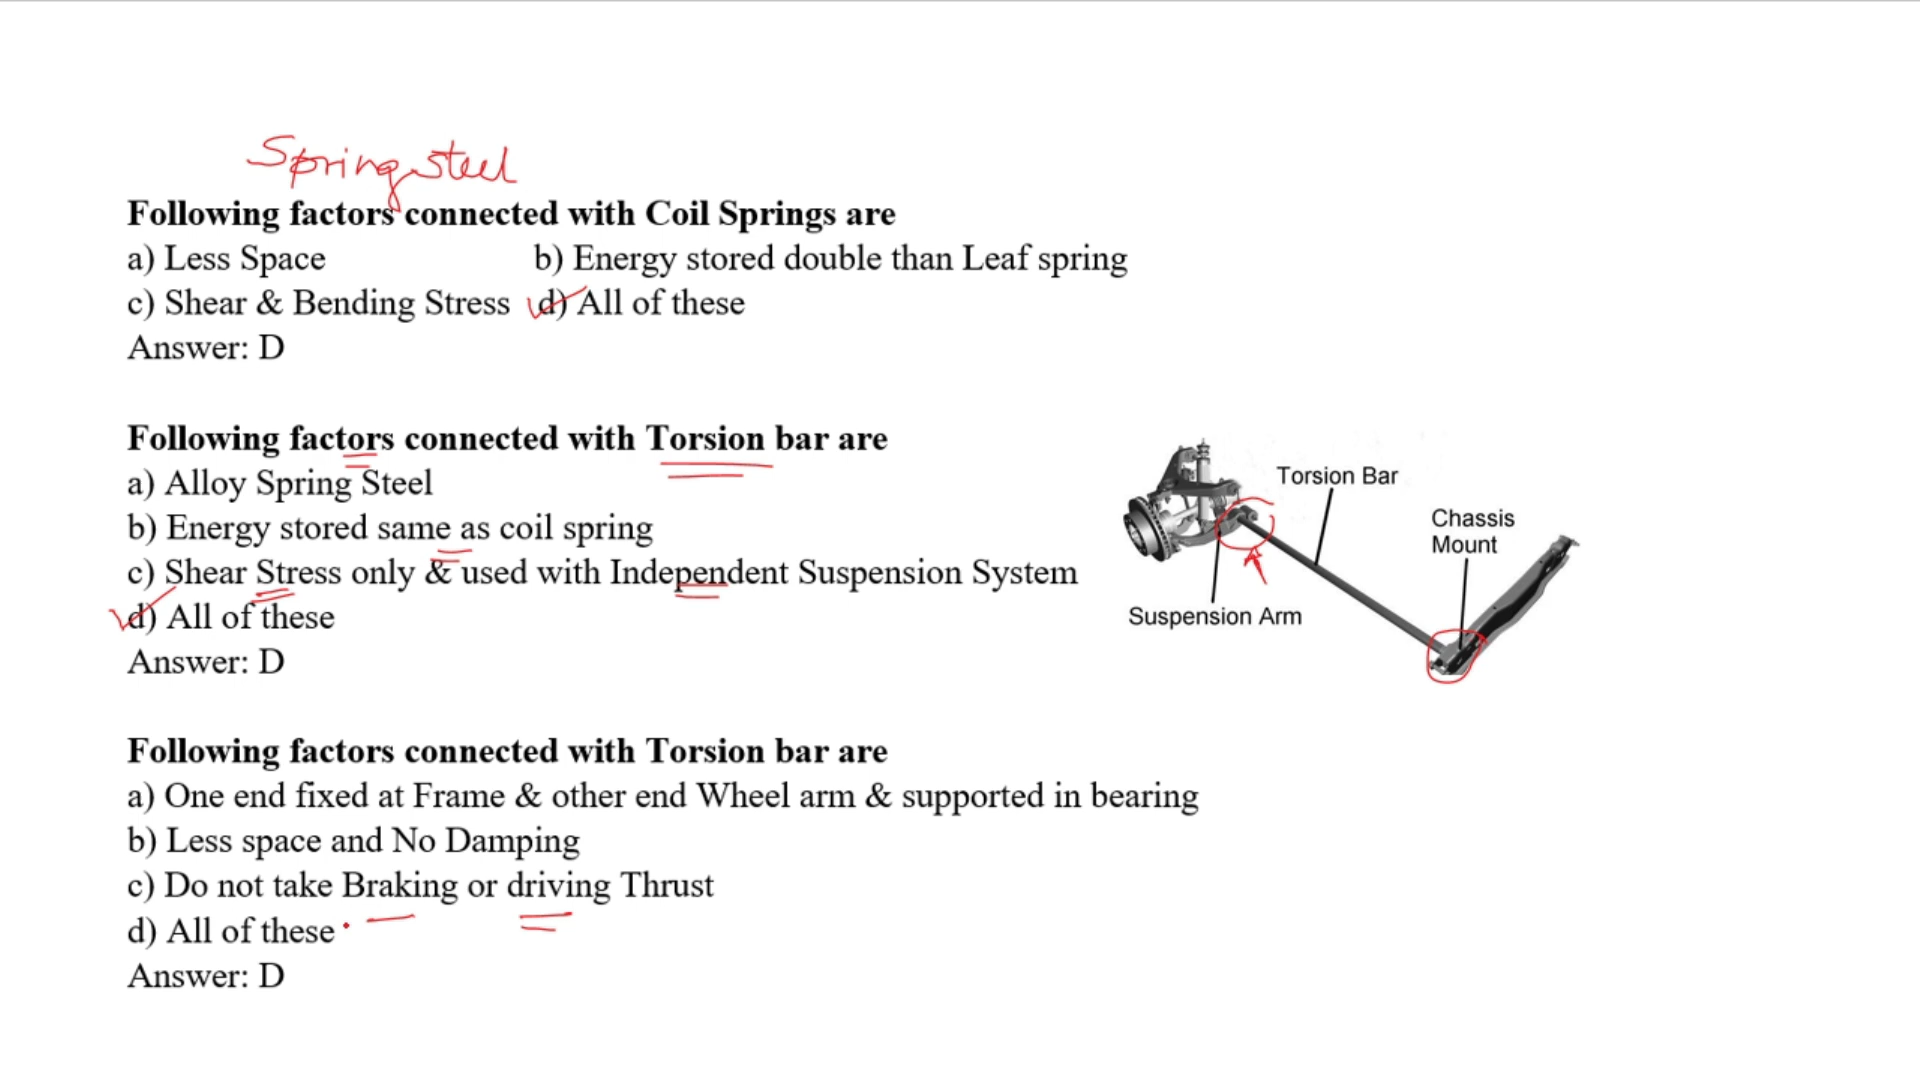 Spring steel
Following factors connected with Coil Springs are
a) Less Space b) Energy stored double than Leaf spring
c) Shear & Bending Stress d) All of these
Answer: D
Following factors connected with Torsion bar are
a) Alloy Spring Steel
b) Energy stored same as coil spring
c) Shear Stress only & used with Independent Suspension System
d) All of these
Answer: D
Torsion Bar
Chassis
Mount
Suspension Arm
Following factors connected with Torsion bar are
a) One end fixed at Frame & other end Wheel arm & supported in bearing
b) Less space and No Damping
c) Do not take Braking or driving Thrust
d) All of these
Answer: D